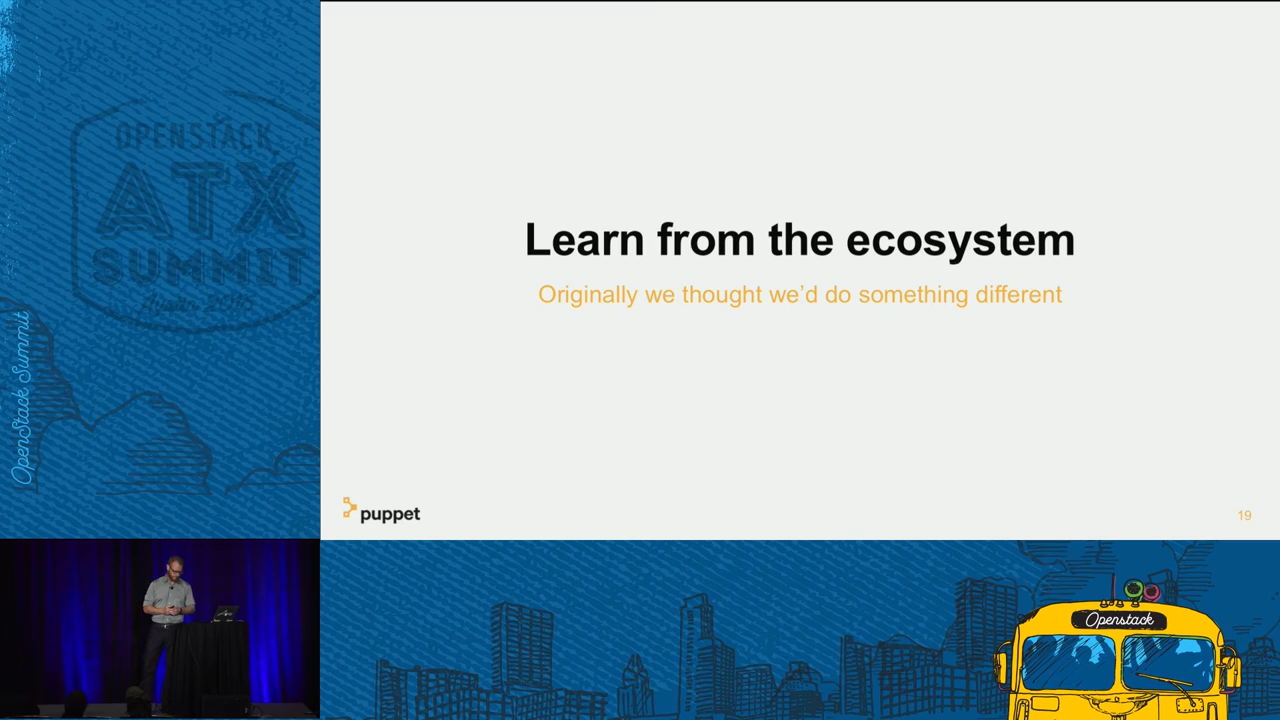 OPENSTACK
ATX
SUMMIT
OpenStack Summit
Learn from the ecosystem
Originally we thought we’d do something different
puppet
19
Openstack